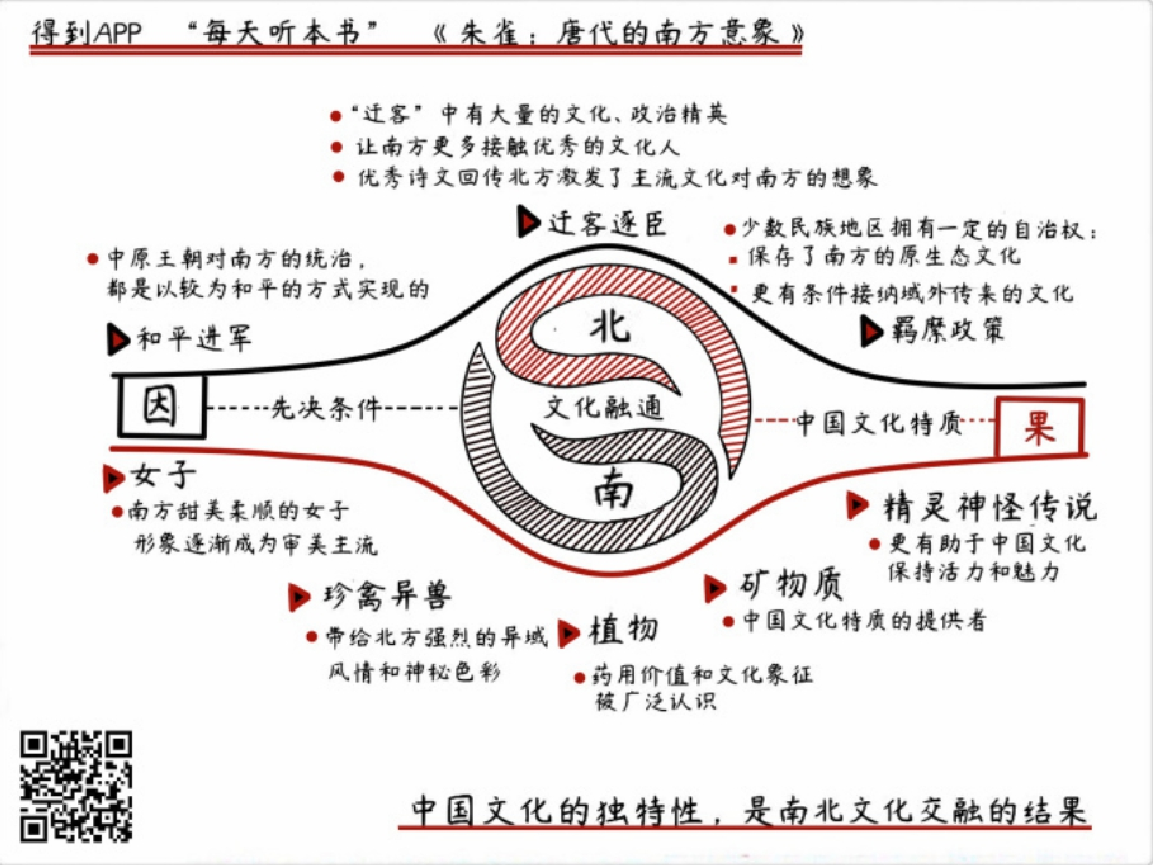 得到APP “每天听本书” 《朱雀：唐代的南方意象》
“迁客”中有大量的文化、政治精英
让南方更多接触优秀的文化人
优秀诗文回传北方激发了主流文化对南方的想象
迁客逐臣
少数民族地区拥有一定的自治权：
保存了南方的原生态文化
更有条件接纳域外传来的文化
羁縻政策
中原王朝对南方的统治，
都是以较为和平的方式实现的
和平进军
北
因
先决条件
文化融通
中国文化特质
果
南
女子
南方甜美柔顺的女子
形象逐渐成为审美主流
精灵神怪传说
更有助于中国文化
保持活力和魅力
珍禽异兽
带给北方强烈的异域
风情和神秘色彩
植物
药用价值和文化象征
被广泛认识
矿物质
中国文化特质的提供者
中国文化的独特性，是南北文化交融的结果